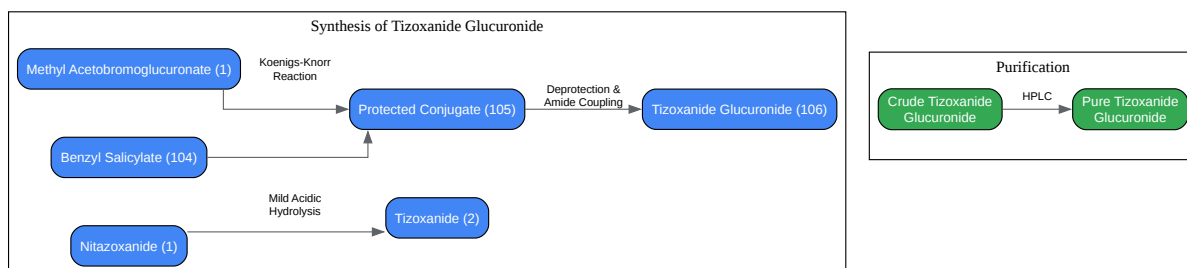 Synthesis of Tizoxanide Glucuronide
Methyl Acetobromoglucuronate (1)
Koenigs-Knorr
Reaction
Protected Conjugate (105)
Deprotection &
Amide Coupling
Tizoxanide Glucuronide (106)
Benzyl Salicylate (104)
Mild Acidic
Hydrolysis
Nitazoxanide (1)
Tizoxanide (2)
Purification
Crude Tizoxanide
Glucuronide
HPLC
Pure Tizoxanide
Glucuronide